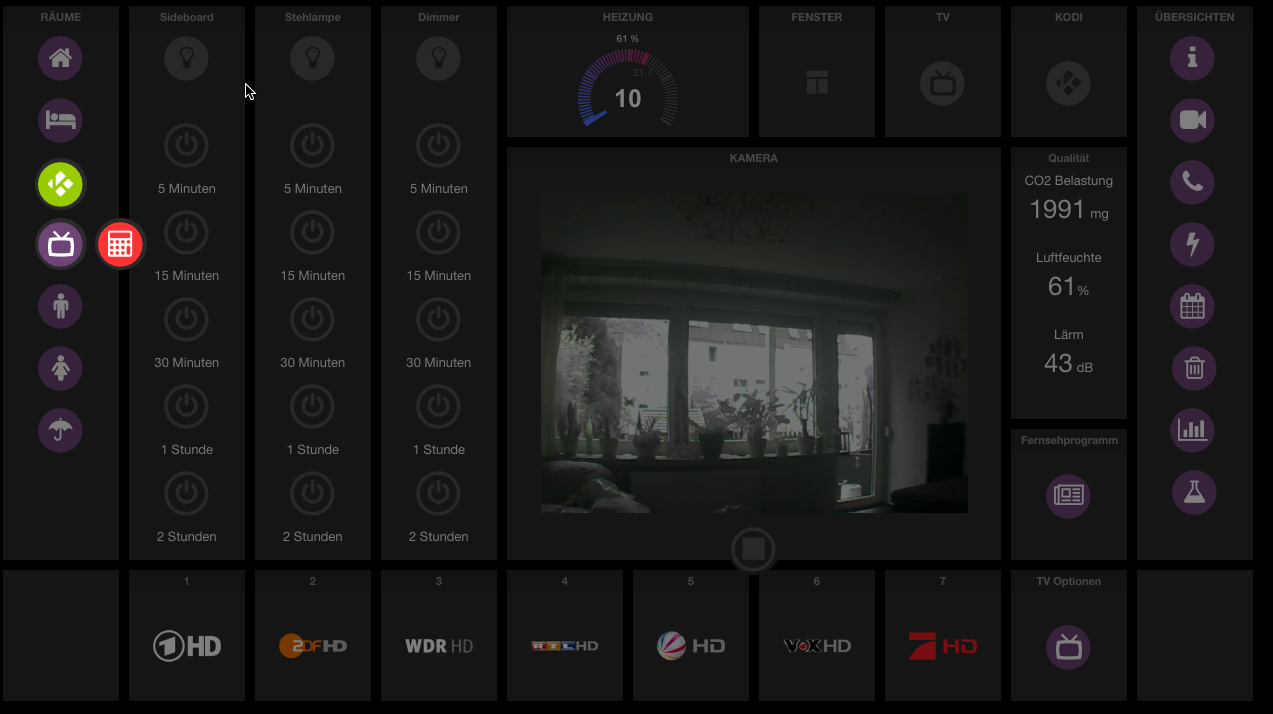 RÄUME
Sideboard
Stehlampe
Dimmer
HEIZUNG
FENSTER
TV
KODI
ÜBERSICHTEN
61 %
21.7
10
5 Minuten
5 Minuten
5 Minuten
15 Minuten
15 Minuten
15 Minuten
30 Minuten
30 Minuten
30 Minuten
1 Stunde
1 Stunde
1 Stunde
2 Stunden
2 Stunden
2 Stunden
KAMERA
Qualität
CO2 Belastung
1991 mg
Luftfeuchte
61%
Lärm
43 dB
Fernsehprogramm
1
2
3
4
5
6
7
TV Optionen
1 HD
2DF HD
WDR HD
RTL HD
HD
VOX HD
7 HD